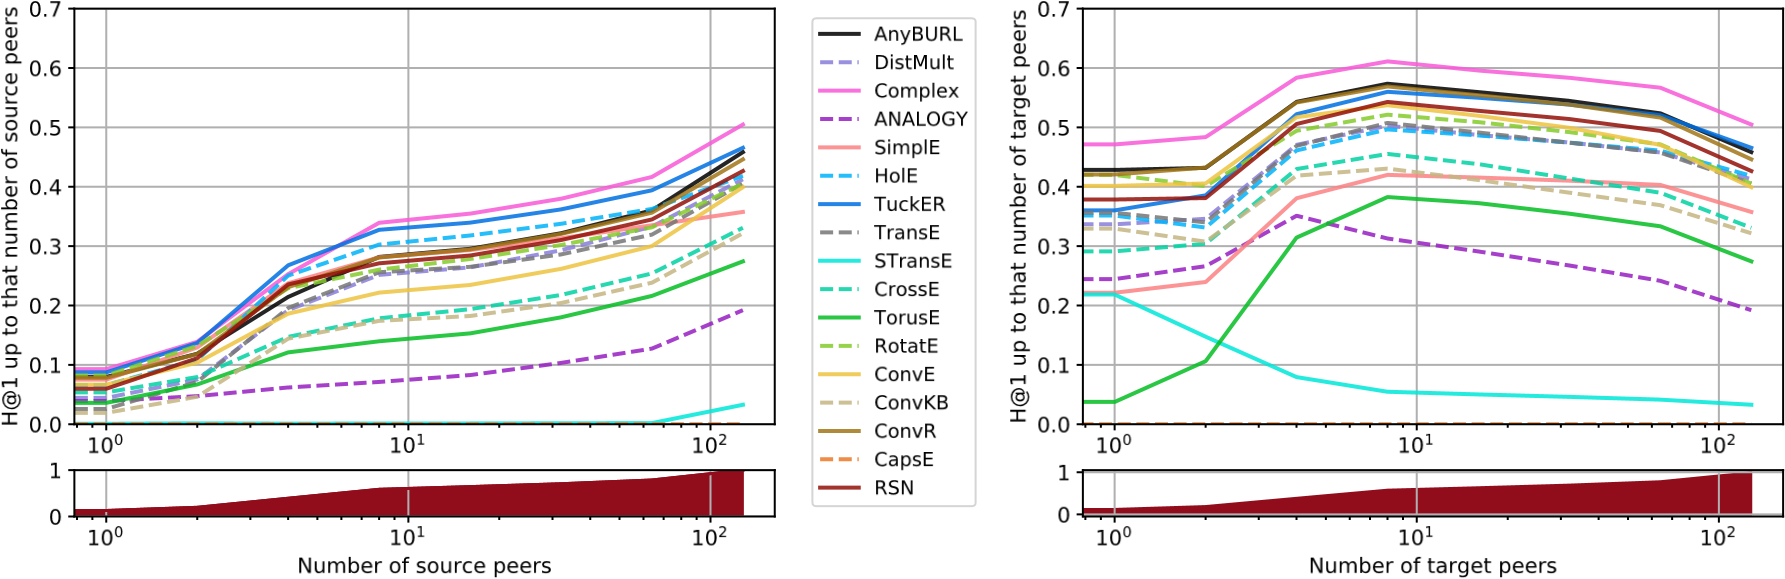 H@1 up to that number of source peers
0.7
0.6
0.5
0.4
0.3
0.2
0.1
0.0
10⁰
10¹
10²
1
0
10⁰
10¹
10²
Number of source peers
AnyBURL
DistMult
Complex
ANALOGY
SimplE
HolE
TuckER
TransE
STransE
CrossE
TorusE
RotatE
ConvE
ConvKB
ConvR
CapsE
RSN
H@1 up to that number of target peers
0.7
0.6
0.5
0.4
0.3
0.2
0.1
0.0
10⁰
10¹
10²
1
0
10⁰
10¹
10²
Number of target peers